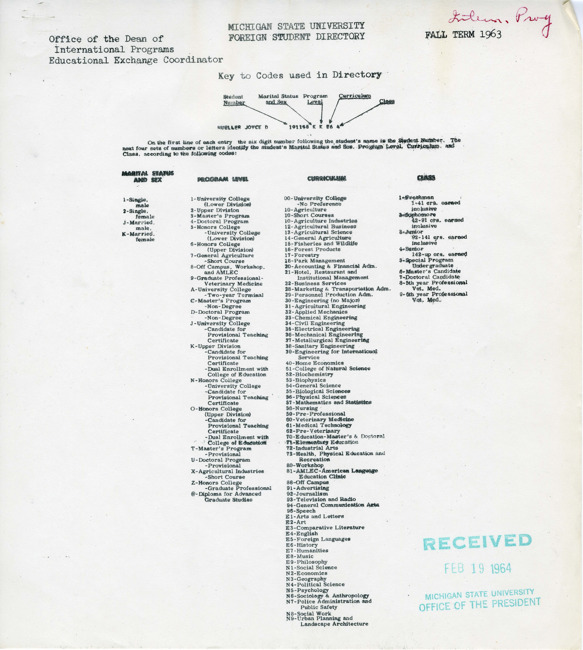 MICHIGAN STATE UNIVERSITY
FOREIGN STUDENT DIRECTORY
FALL TERM 1963
Office of the Dean of
International Programs
Educational Exchange Coordinator
Key to Codes used in Directory
Student Number
Marital Status and Sex
Program Level
Curriculum
Class
MUELLER JOYCE D
On the first line of each entry the six digit number following the student's name is the Student Number. The
next four sets of numbers or letters identify the student's Marital Status and Sex, Program Level, Curriculum, and
Class, according to the following codes:
MARITAL STATUS
AND SEX
1-Single,
male
2-Single,
female
J-Married,
male,
K-Married,
female
PROGRAM LEVEL
1-University College
(Lower Division)
2-Upper Division
3-Master's Program
4-Doctoral Program
5-Honors College
-University College
(Lower Division)
6-Honors College
(Upper Division)
7-General Agriculture
-Short Course
8-Off Campus, Workshop,
and AMLEC
9-Graduate Professional-
Veterinary Medicine
A-University College
-Two-year Terminal
C-Master's Program
-Non-Degree
D-Doctoral Program
-Non-Degree
J-University College
-Candidate for
Provisional Teaching
Certificate
K-Upper Division
-Candidate for
Provisional Teaching
Certificate
-Dual Enrollment with
College of Education
N-Honors College
-University College
-Candidate for
Provisional Teaching
Certificate
O-Honors College
(Upper Division)
-Candidate for
Provisional Teaching
Certificate
-Dual Enrollment with
College of Education
T-Master's Program
-Provisional
U-Doctoral Program
-Provisional
X-Agricultural Industries
-Short Course
Z-Honors College
-Graduate Professional
@-Diploma for Advanced
Graduate Studies
CURRICULUM
00-University College
-No Preference
10-Agriculture
10-Short Courses
10-Agriculture Industries
12-Agricultural Business
13-Agricultural Science
14-General Agriculture
15-Fisheries and Wildlife
16-Forest Products
17-Forestry
18-Park Management
20-Accounting & Financial Adm.
21-Hotel, Restaurant and
Institutional Management
22-Business Services
28-Marketing & Transportation Adm.
29-Personnel Production Adm.
30-Engineering (no Major)
31-Agricultural Engineering
32-Applied Mechanics
33-Chemical Engineering
34-Civil Engineering
35-Electrical Engineering
36-Mechanical Engineering
37-Metallurgical Engineering
38-Sanitary Engineering
39-Engineering for International
Service
40-Home Economics
51-College of Natural Science
52-Biochemistry
53-Biophysics
54-General Science
55-Biological Sciences
56-Physical Sciences
57-Mathematics and Statistics
58-Nursing
59-Pre-Professional
60-Veterinary Medicine
61-Medical Technology
62-Pre-Veterinary
70-Education-Master's & Doctoral
71-Elementary Education
72-Industrial Arts
73-Health, Physical Education and
Recreation
80-Workshop
81-AMLEC-American Language
Education Clinic
88-Off Campus
91-Advertising
92-Journalism
93-Television and Radio
94-General Communication Arts
95-Speech
E1-Arts and Letters
E2-Art
E3-Comparative Literature
E4-English
E5-Foreign Languages
E6-History
E7-Humanities
E8-Music
E9-Philosophy
N1-Social Science
N2-Economics
N3-Geography
N4-Political Science
N5-Psychology
N6-Sociology & Anthropology
N7-Police Administration and
Public Safety
N8-Social Work
N9-Urban Planning and
Landscape Architecture
CLASS
1-Freshman
1-41 crs. earned
inclusive
2-Sophomore
42-91 crs. earned
inclusive
3-Junior
92-141 crs. earned
inclusive
4-Senior
142-up crs. earned
5-Special Program
Undergraduate
6-Master's Candidate
7-Doctoral Candidate
8-5th year Professional
Vet. Med.
9-6th year Professional
Vet. Med.
RECEIVED
FEB 19 1964
MICHIGAN STATE UNIVERSITY
OFFICE OF THE PRESIDENT